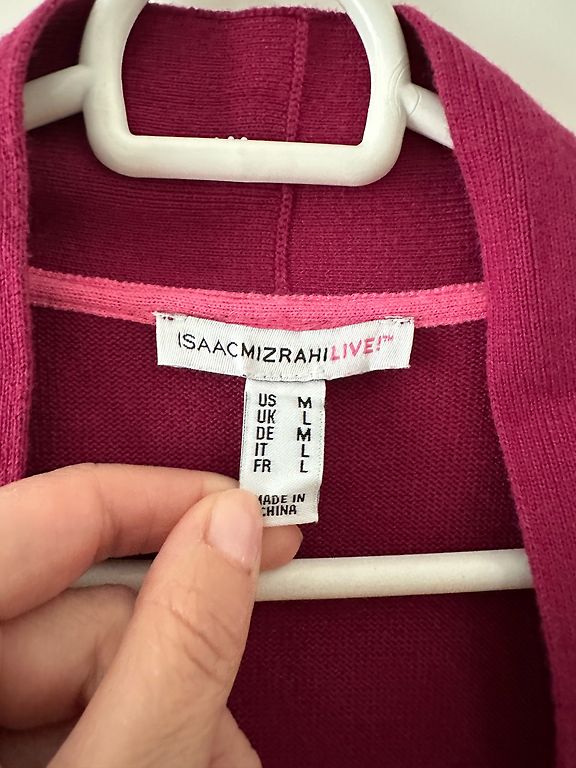 ISAACMIZRAHILIVE!™
US M
UK L
DE M
IT L
FR L
MADE IN
CHINA